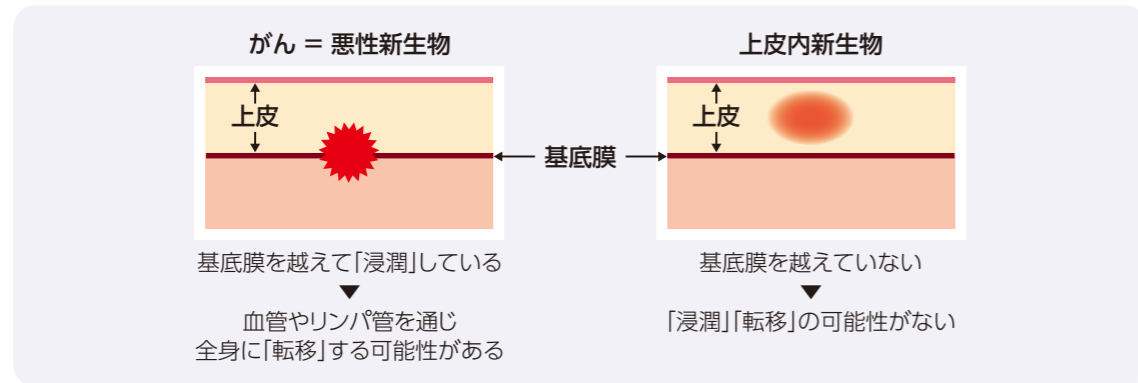 がん = 悪性新生物
上皮
基底膜を越えて「浸潤」している
▼
血管やリンパ管を通じ
全身に「転移」する可能性がある
基底膜
上皮内新生物
上皮
基底膜を越えていない
▼
「浸潤」「転移」の可能性がない